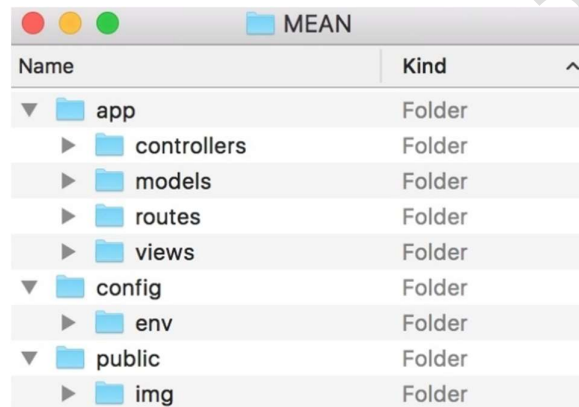 MEAN
Name Kind
app Folder
controllers Folder
models Folder
routes Folder
views Folder
config Folder
env Folder
public Folder
img Folder